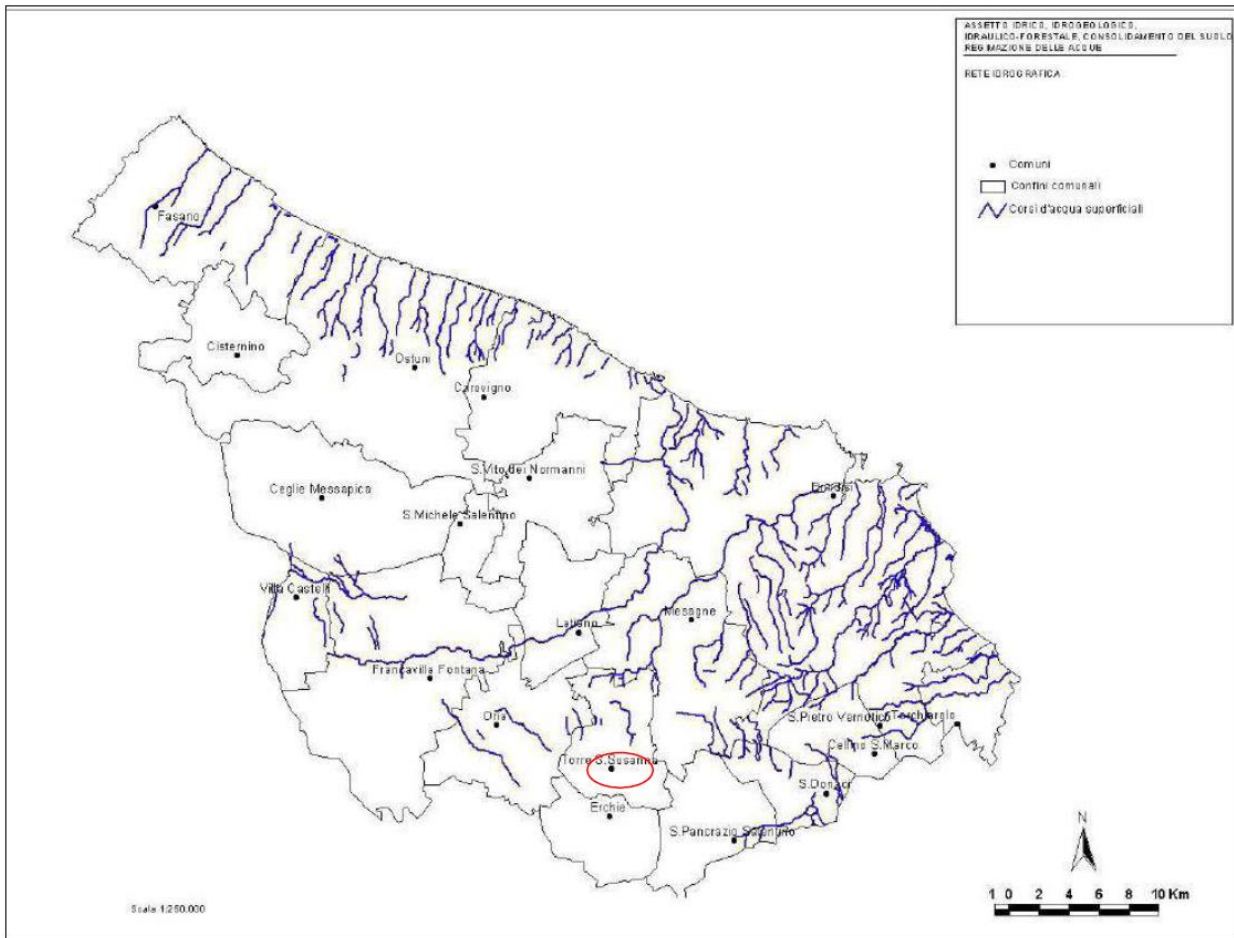 ASSETTO IDRICO, IDROGEOLOGICO,
IDRAULICO-FORESTALE, CONSOLIDAMENTO DEL SUOLO
REGIMAZIONE DELLE ACQUE
RETE IDROGRAFICA
Comuni
Confini comunali
Corsi d'acqua superficiali
Fasano
Cisternino
Ostuni
Carovigno
S.Vito dei Normanni
Ceglie Messapica
Brindisi
S.Michele Salentino
Villa Castelli
Mesagne
Latiano
Francavilla Fontana
Oria
S.Pietro Vernotico
Torchiarolo
Cellino S.Marco
Torre S.Susanna
S.Donaci
Erchie
S.Pancrazio Salentino
N
1 0 2 4 6 8 10 Km
Scala 1:250.000